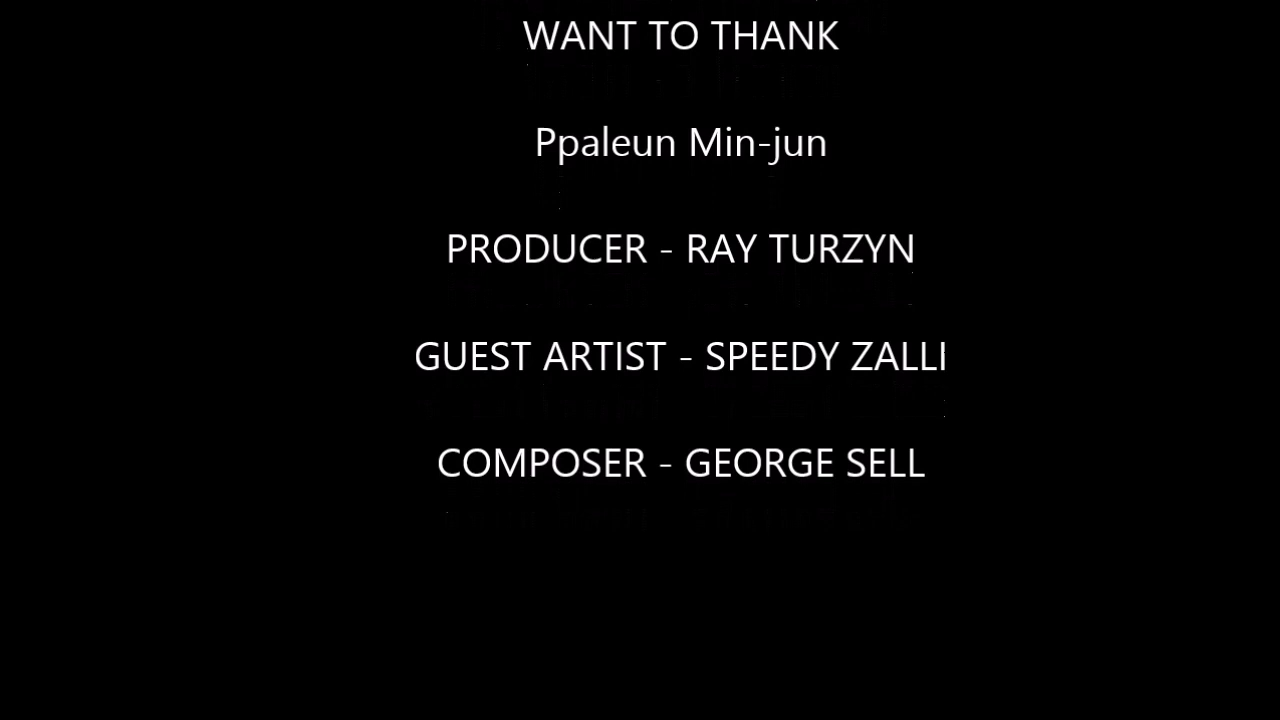 WANT TO THANK
Ppaleun Min-jun
PRODUCER - RAY TURZYN
GUEST ARTIST - SPEEDY ZALLI
COMPOSER - GEORGE SELL